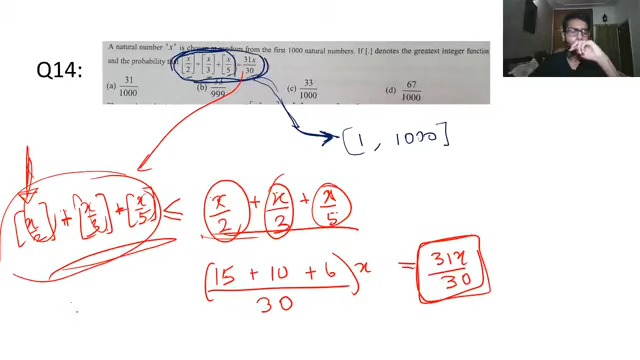 A natural number "x" is chosen at random from the first 1000 natural numbers. If [.] denotes the greatest integer function
and the probability that [x/2] + [x/3] + [x/5] = 31x/30
Q14:
(a) 31/1000 (b) 999 (c) 33/1000 (d) 67/1000
[1, 1000]
[x/2] + [x/3] + [x/5] ≤ x/2 + x/3 + x/5
(15 + 10 + 6 / 30)x = 31x/30